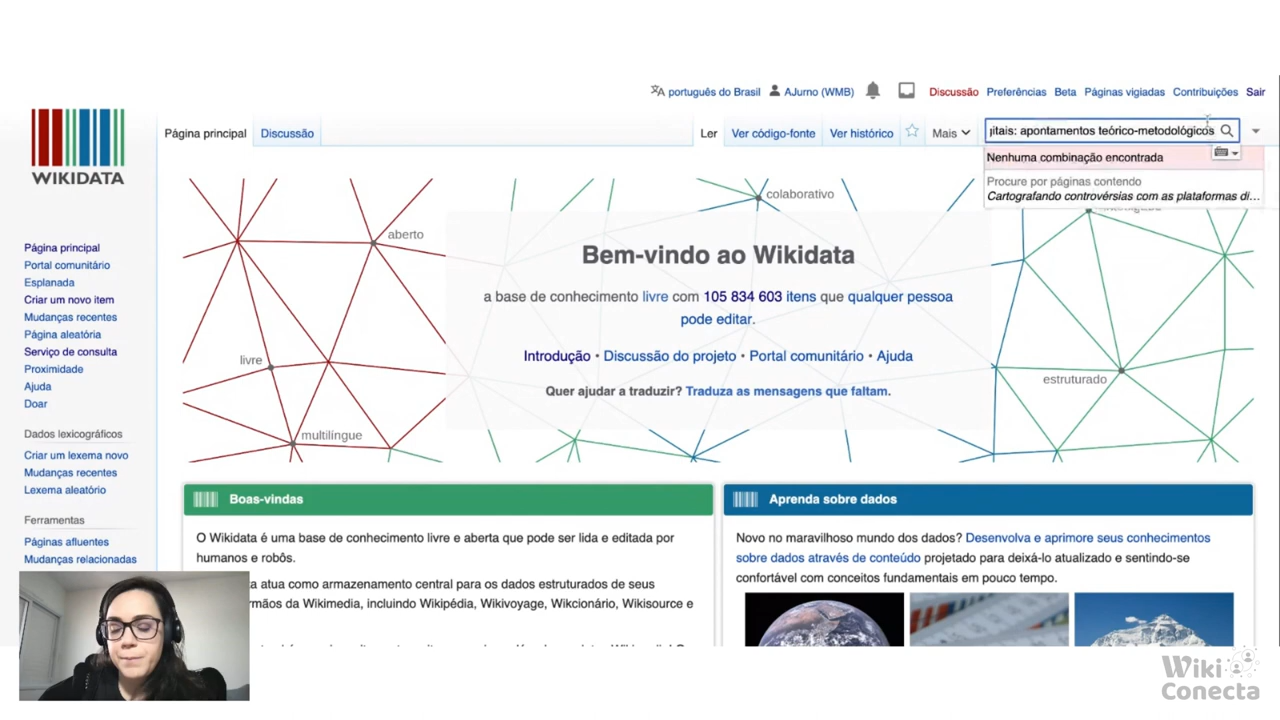 português do Brasil AJurno (WMB) Discussão Preferências Beta Páginas vigiadas Contribuições Sair
WIKIDATA
Página principal Discussão Ler Ver código-fonte Ver histórico Mais
apontamentos teórico-metodológicos
Nenhuma combinação encontrada
Procure por páginas contendo
Cartografando controvérsias com as plataformas di...
Página principal
Portal comunitário
Esplanada
Criar um novo item
Mudanças recentes
Página aleatória
Serviço de consulta
Proximidade
Ajuda
Doar
Dados lexicográficos
Criar um lexema novo
Mudanças recentes
Lexema aleatório
Ferramentas
Páginas afluentes
Mudanças relacionadas
colaborativo
aberto
livre
multilíngue
estruturado
Bem-vindo ao Wikidata
a base de conhecimento livre com 105 834 603 itens que qualquer pessoa
pode editar.
Introdução • Discussão do projeto • Portal comunitário • Ajuda
Quer ajudar a traduzir? Traduza as mensagens que faltam.
Boas-vindas
O Wikidata é uma base de conhecimento livre e aberta que pode ser lida e editada por
humanos e robôs.
atua como armazenamento central para os dados estruturados de seus
da Wikimedia, incluindo Wikipédia, Wikivoyage, Wikcionário, Wikisource e
Aprenda sobre dados
Novo no maravilhoso mundo dos dados? Desenvolva e aprimore seus conhecimentos
sobre dados através de conteúdo projetado para deixá-lo atualizado e sentindo-se
confortável com conceitos fundamentais em pouco tempo.
Wiki
Conecta